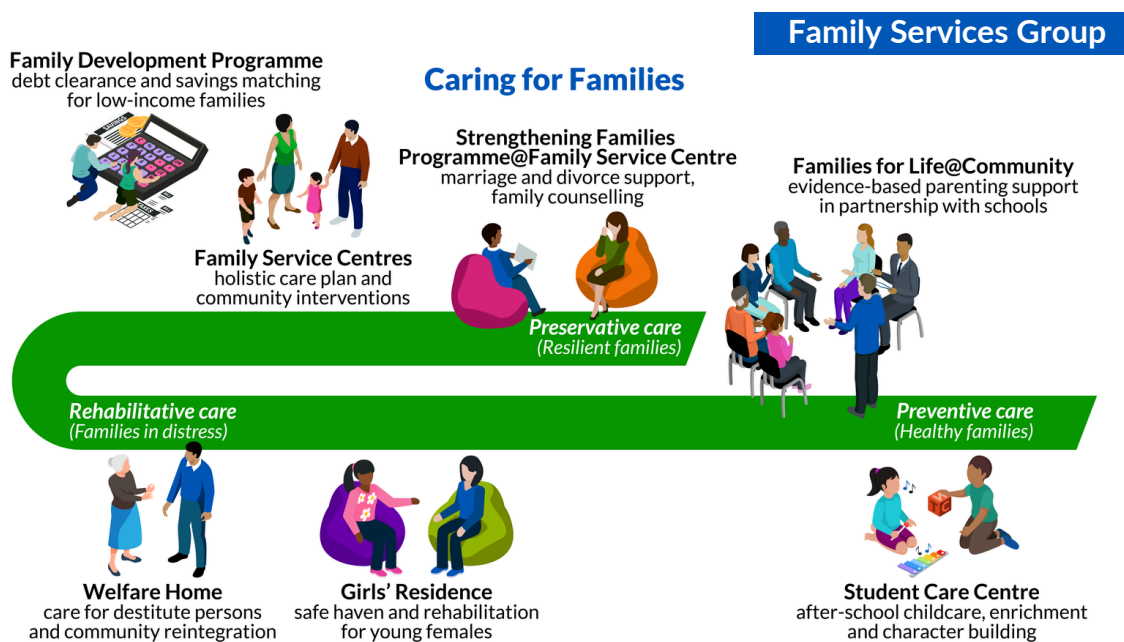 Family Services Group
Caring for Families
Family Development Programme
debt clearance and savings matching
for low-income families
SAVINGS
Family Service Centres
holistic care plan and
community interventions
Strengthening Families
Programme@Family Service Centre
marriage and divorce support,
family counselling
Families for Life@Community
evidence-based parenting support
in partnership with schools
Preservative care
(Resilient families)
Rehabilitative care
(Families in distress)
Preventive care
(Healthy families)
Welfare Home
care for destitute persons
and community reintegration
Girls' Residence
safe haven and rehabilitation
for young females
Student Care Centre
after-school childcare, enrichment
and character building